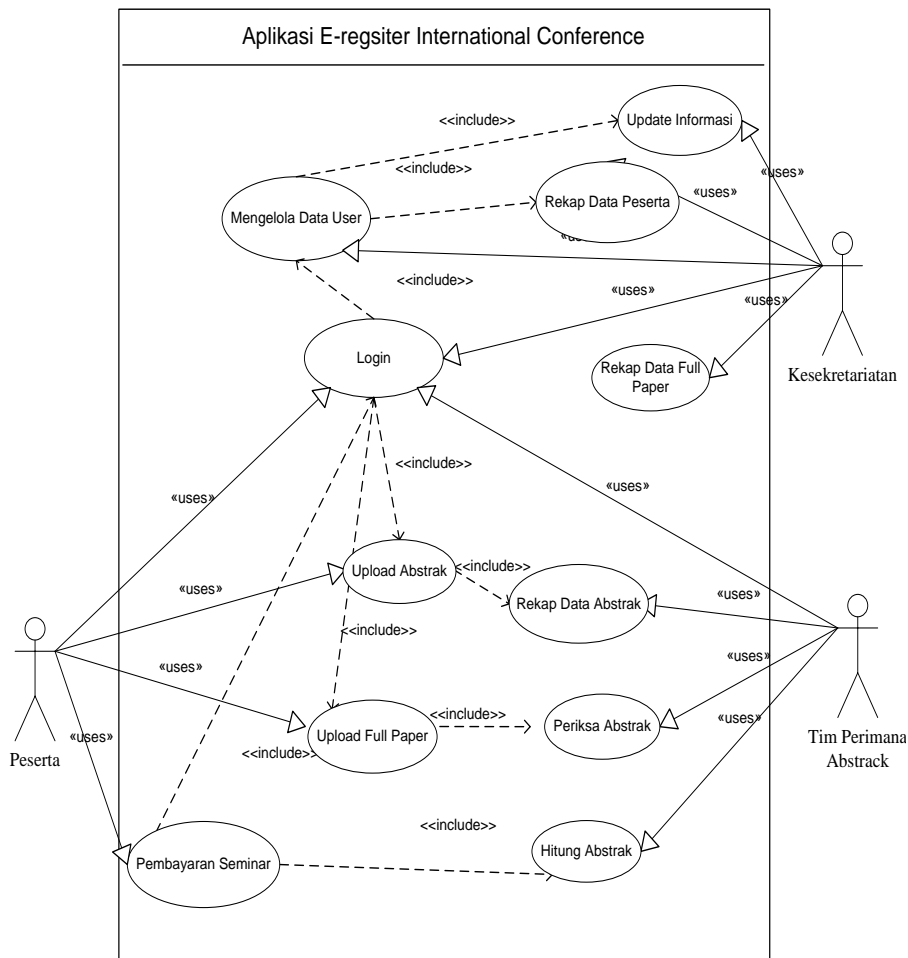 Aplikasi E-regsiter International Conference
<<include>>
Update Informasi
<<include>>
«uses»
«uses»
«uses»
Rekap Data Peserta
Mengelola Data User
<<include>>
«uses»
«uses»
Login
Rekap Data Full
Paper
Kesekretariatan
<<include>>
«uses»
«uses»
Upload Abstrak
<<include>>
«uses»
«uses»
Rekap Data Abstrak
<<include>>
«uses»
«uses»
«uses»
<<include>>
Periksa Abstrak
Upload Full Paper
«uses»
<<include>>
Peserta
Tim Perimana
Abstrack
<<include>>
Pembayaran Seminar
Hitung Abstrak